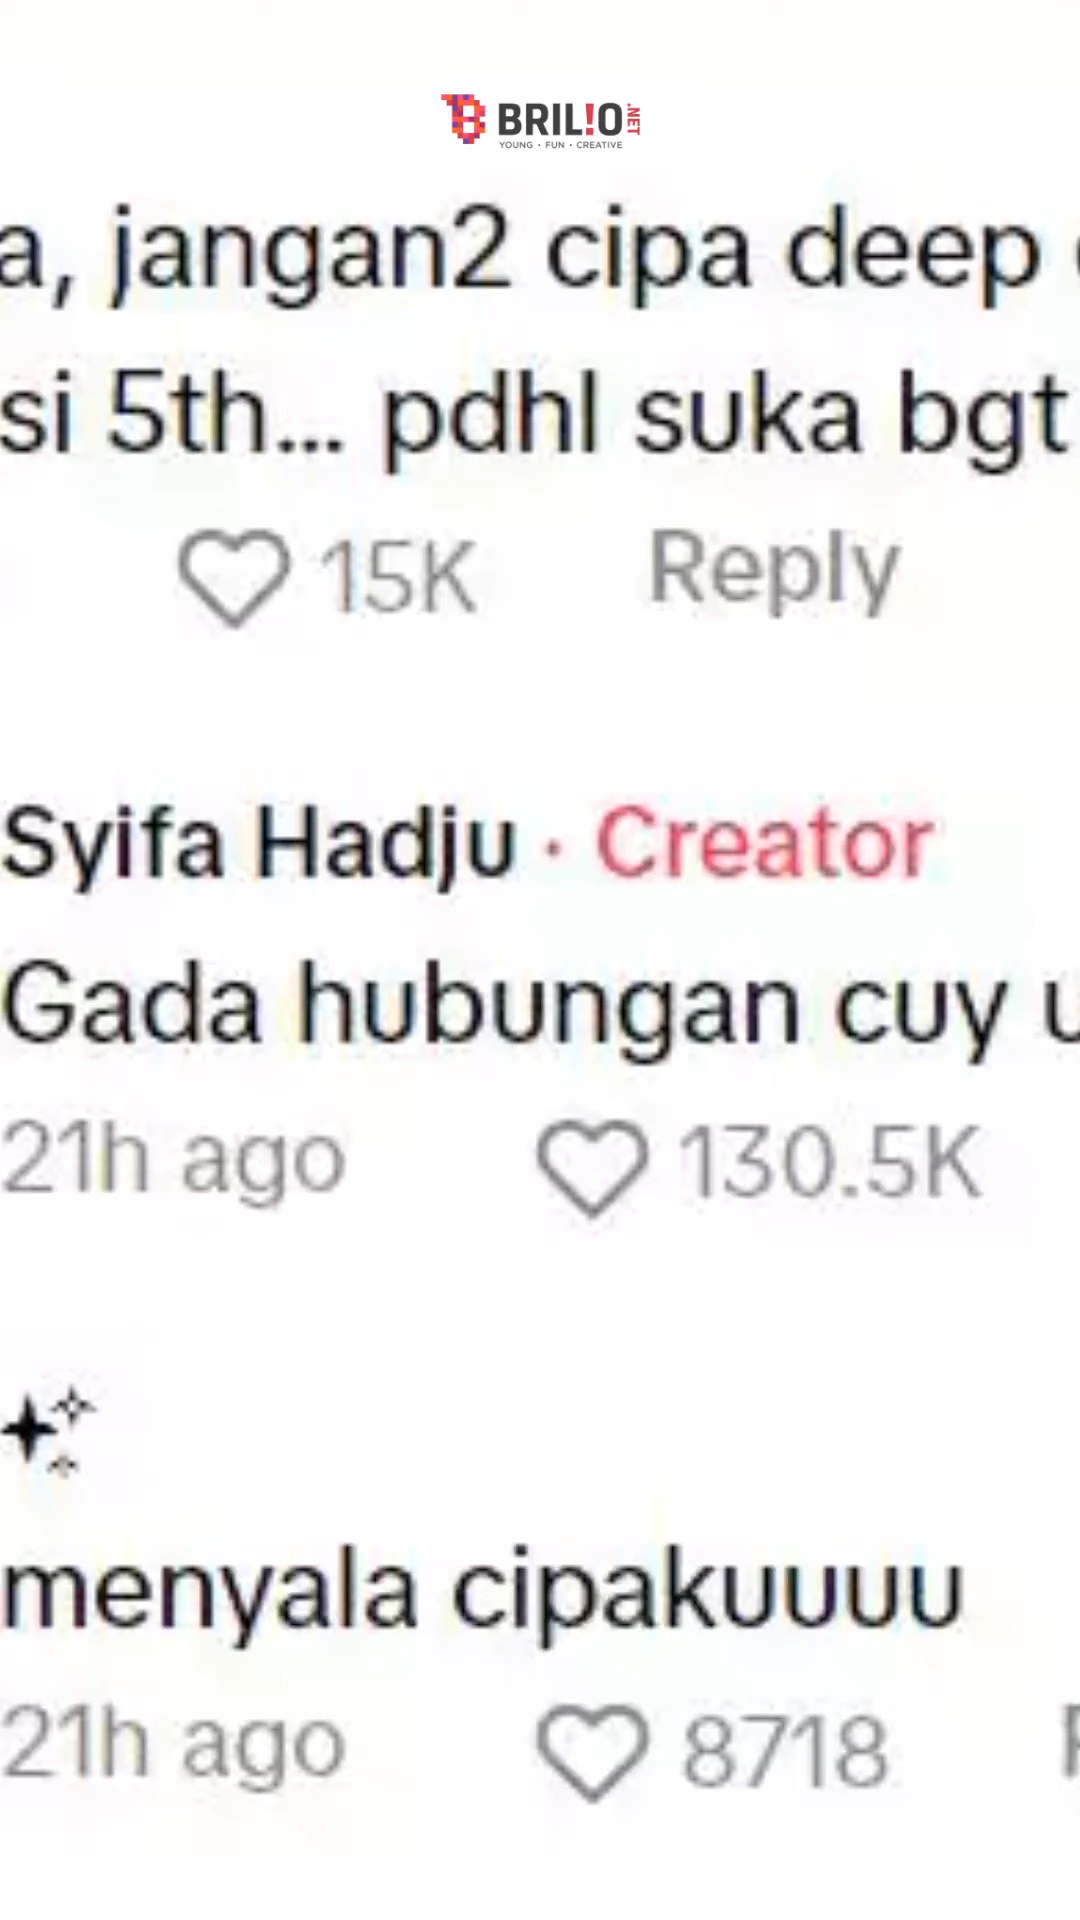 BRIL!O.NET
YOUNG • FUN • CREATIVE
a, jangan2 cipa deep
si 5th... pdhl suka bgt
15K Reply
Syifa Hadju · Creator
Gada hubungan cuy
21h ago 130.5K
menyala cipakuuuu
21h ago 8718